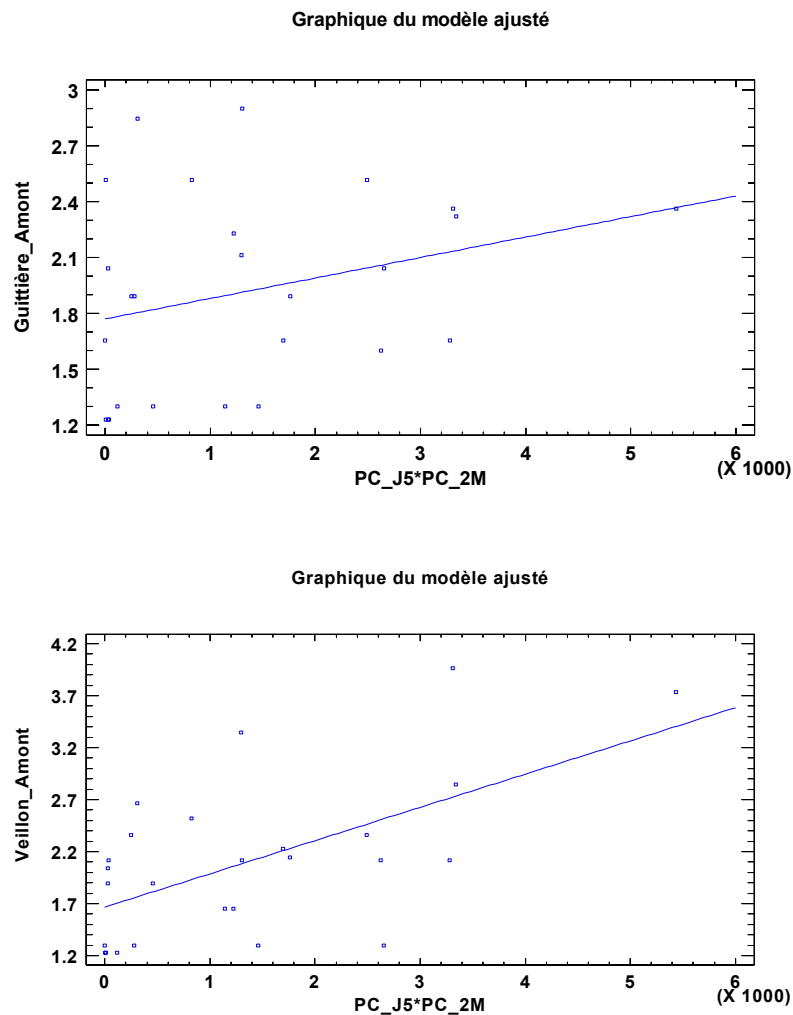 Graphique du modèle ajusté
3
2.7
2.4
2.1
1.8
1.5
1.2
Guittière_Amont
0 1 2 3 4 5 6
(X 1000)
PC_J5*PC_2M
Graphique du modèle ajusté
4.2
3.7
3.2
2.7
2.2
1.7
1.2
Veillon_Amont
0 1 2 3 4 5 6
(X 1000)
PC_J5*PC_2M